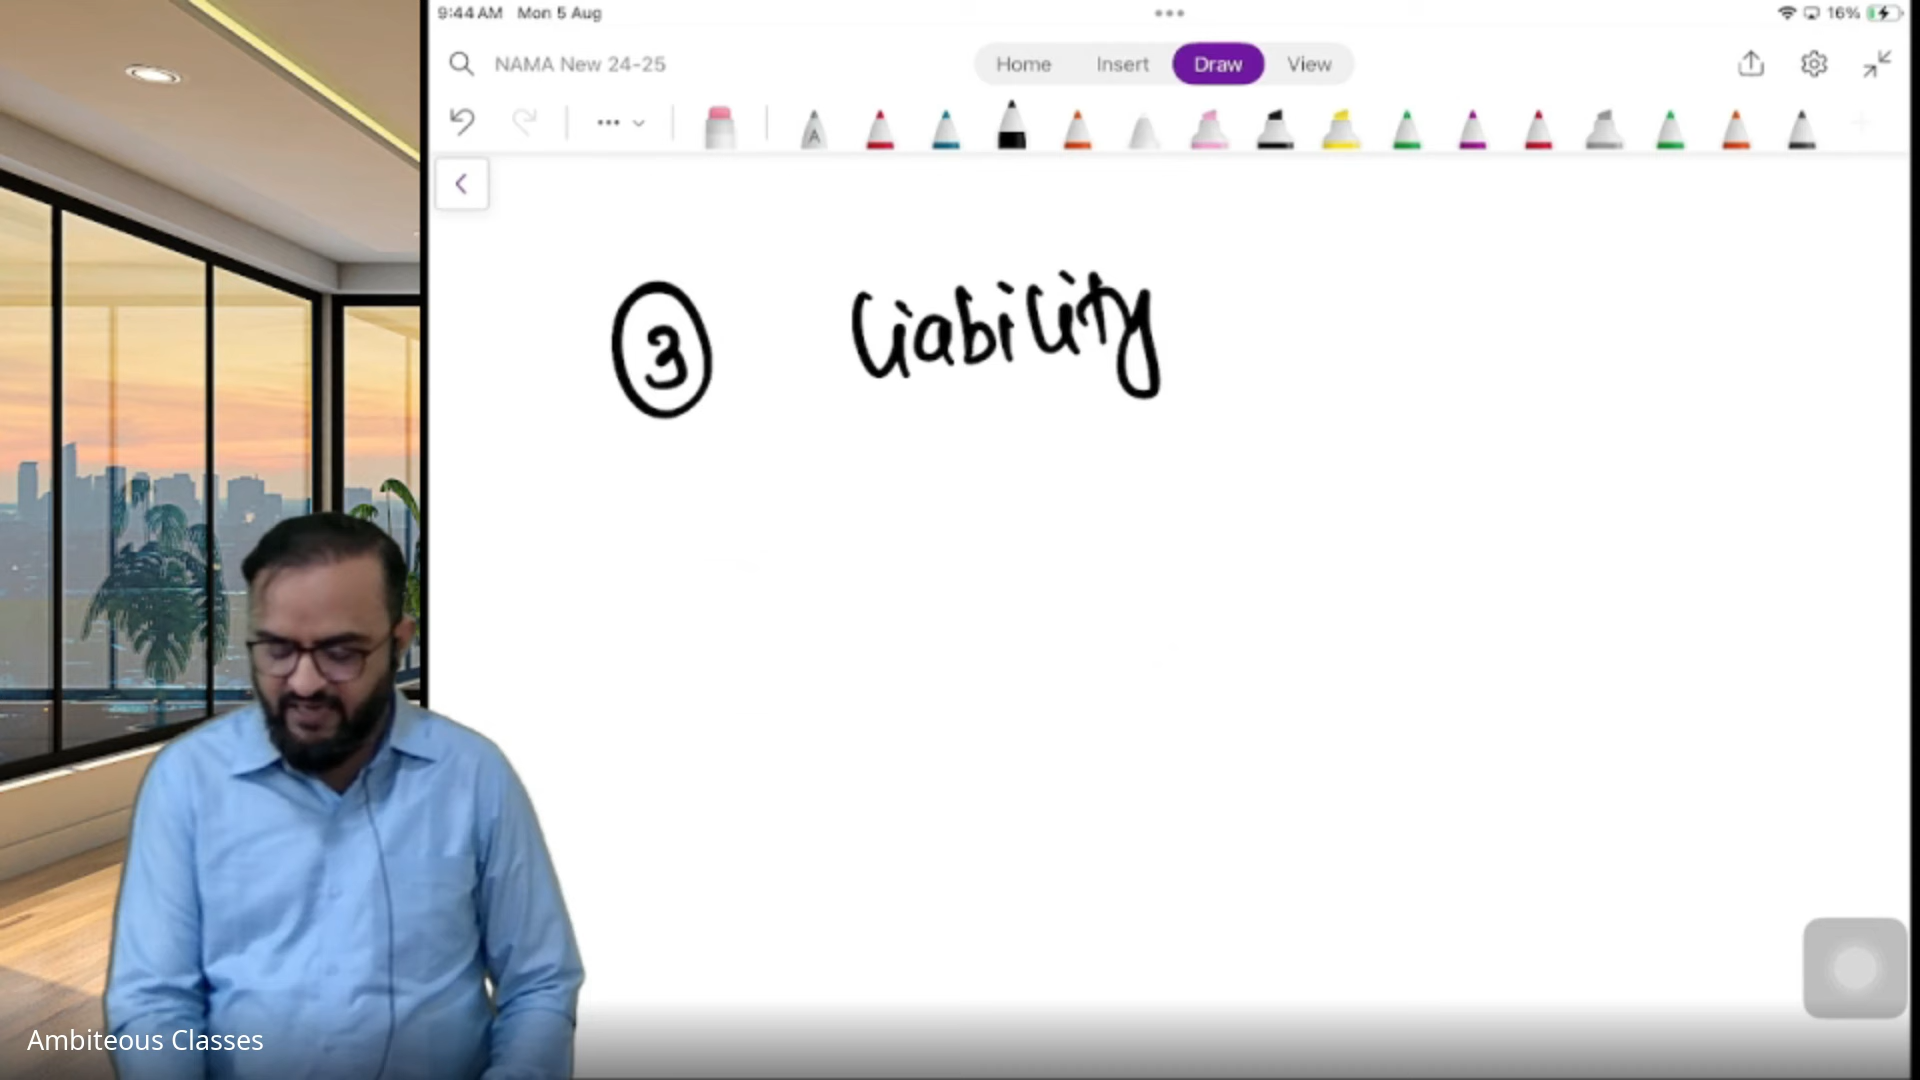 9:44 AM Mon 5 Aug
16%
NAMA New 24-25
Home Insert Draw View
A
3 Liability
Ambiteous Classes